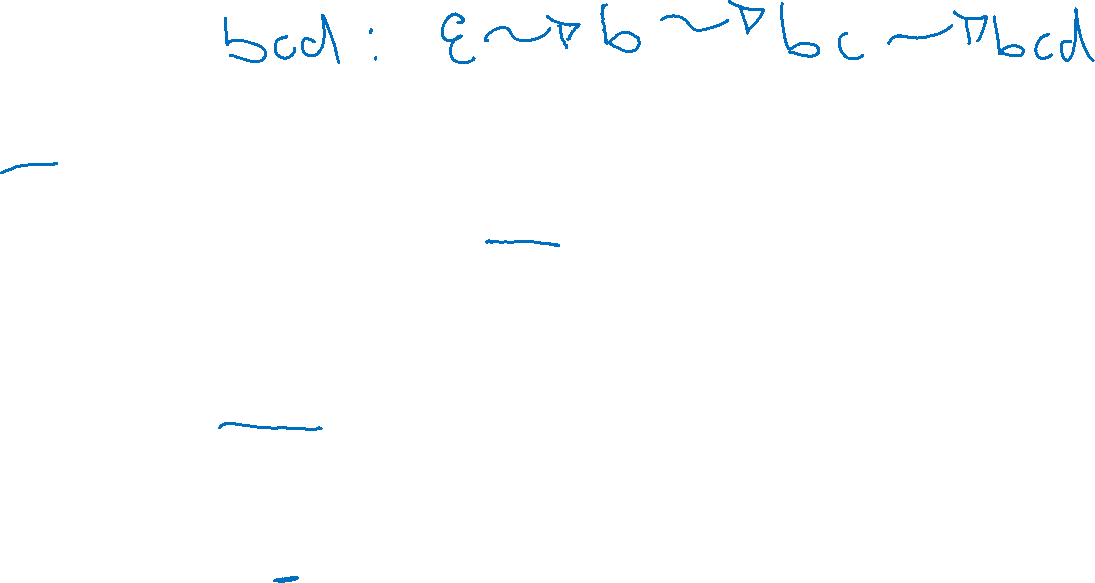 bcd: ε ⇝ b ⇝ bc ⇝ bcd